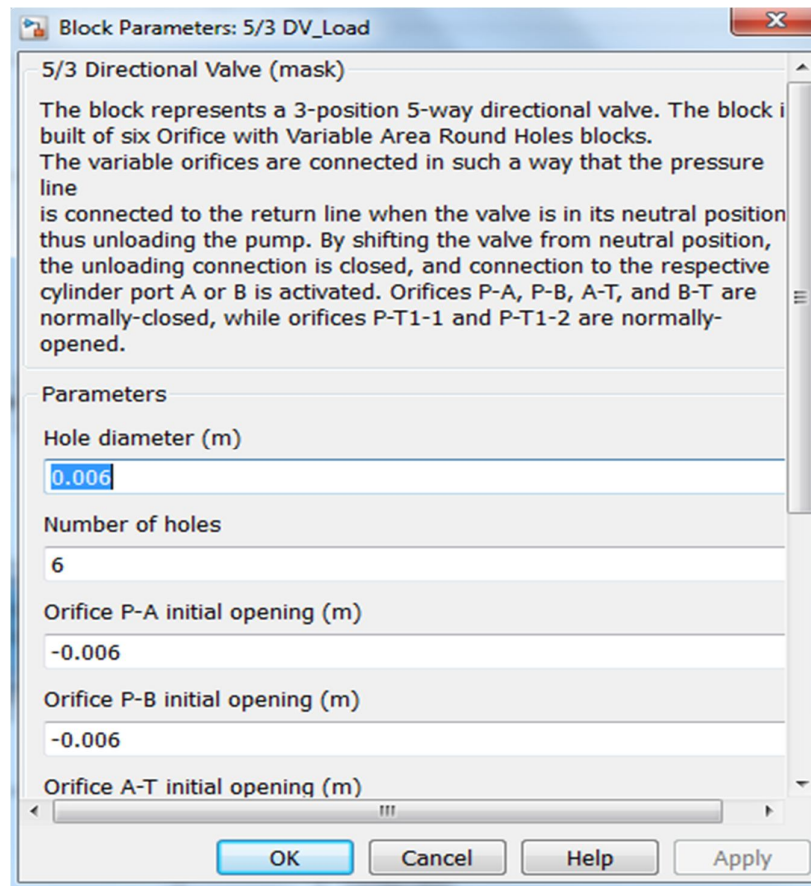 Block Parameters: 5/3 DV_Load
5/3 Directional Valve (mask)
The block represents a 3-position 5-way directional valve. The block i
built of six Orifice with Variable Area Round Holes blocks.
The variable orifices are connected in such a way that the pressure
line
is connected to the return line when the valve is in its neutral position
thus unloading the pump. By shifting the valve from neutral position,
the unloading connection is closed, and connection to the respective
cylinder port A or B is activated. Orifices P-A, P-B, A-T, and B-T are
normally-closed, while orifices P-T1-1 and P-T1-2 are normally-
opened.
Parameters
Hole diameter (m)
0.006
Number of holes
6
Orifice P-A initial opening (m)
-0.006
Orifice P-B initial opening (m)
-0.006
Orifice A-T initial opening (m)
OK Cancel Help Apply